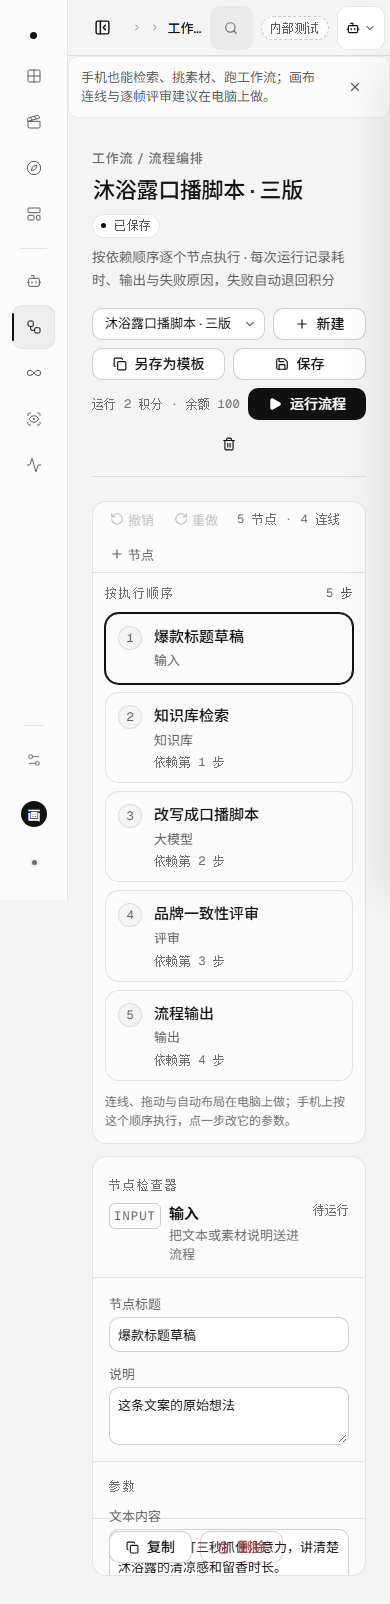 工作...
内部测试
手机也能检索、挑素材、跑工作流；画布
连线与逐帧评审建议在电脑上做。
工作流 / 流程编排
沐浴露口播脚本 · 三版
已保存
按依赖顺序逐个节点执行 · 每次运行记录耗
时、输出与失败原因，失败自动退回积分
沐浴露口播脚本 · 三版
新建
另存为模板
保存
运行 2 积分 · 余额 100
运行流程
撤销
重做
5 节点 · 4 连线
节点
按执行顺序
5 步
1
爆款标题草稿
输入
2
知识库检索
知识库
依赖第 1 步
3
改写成口播脚本
大模型
依赖第 2 步
4
品牌一致性评审
评审
依赖第 3 步
5
流程输出
输出
依赖第 4 步
连线、拖动与自动布局在电脑上做；手机上按
这个顺序执行，点一步改它的参数。
节点检查器
INPUT
输入
待运行
把文本或素材说明送进
流程
节点标题
爆款标题草稿
说明
这条文案的原始想法
参数
文本内容
三秒抓住注意力，讲清楚
沐浴露的清凉感和留香时长。
复制
删除
画